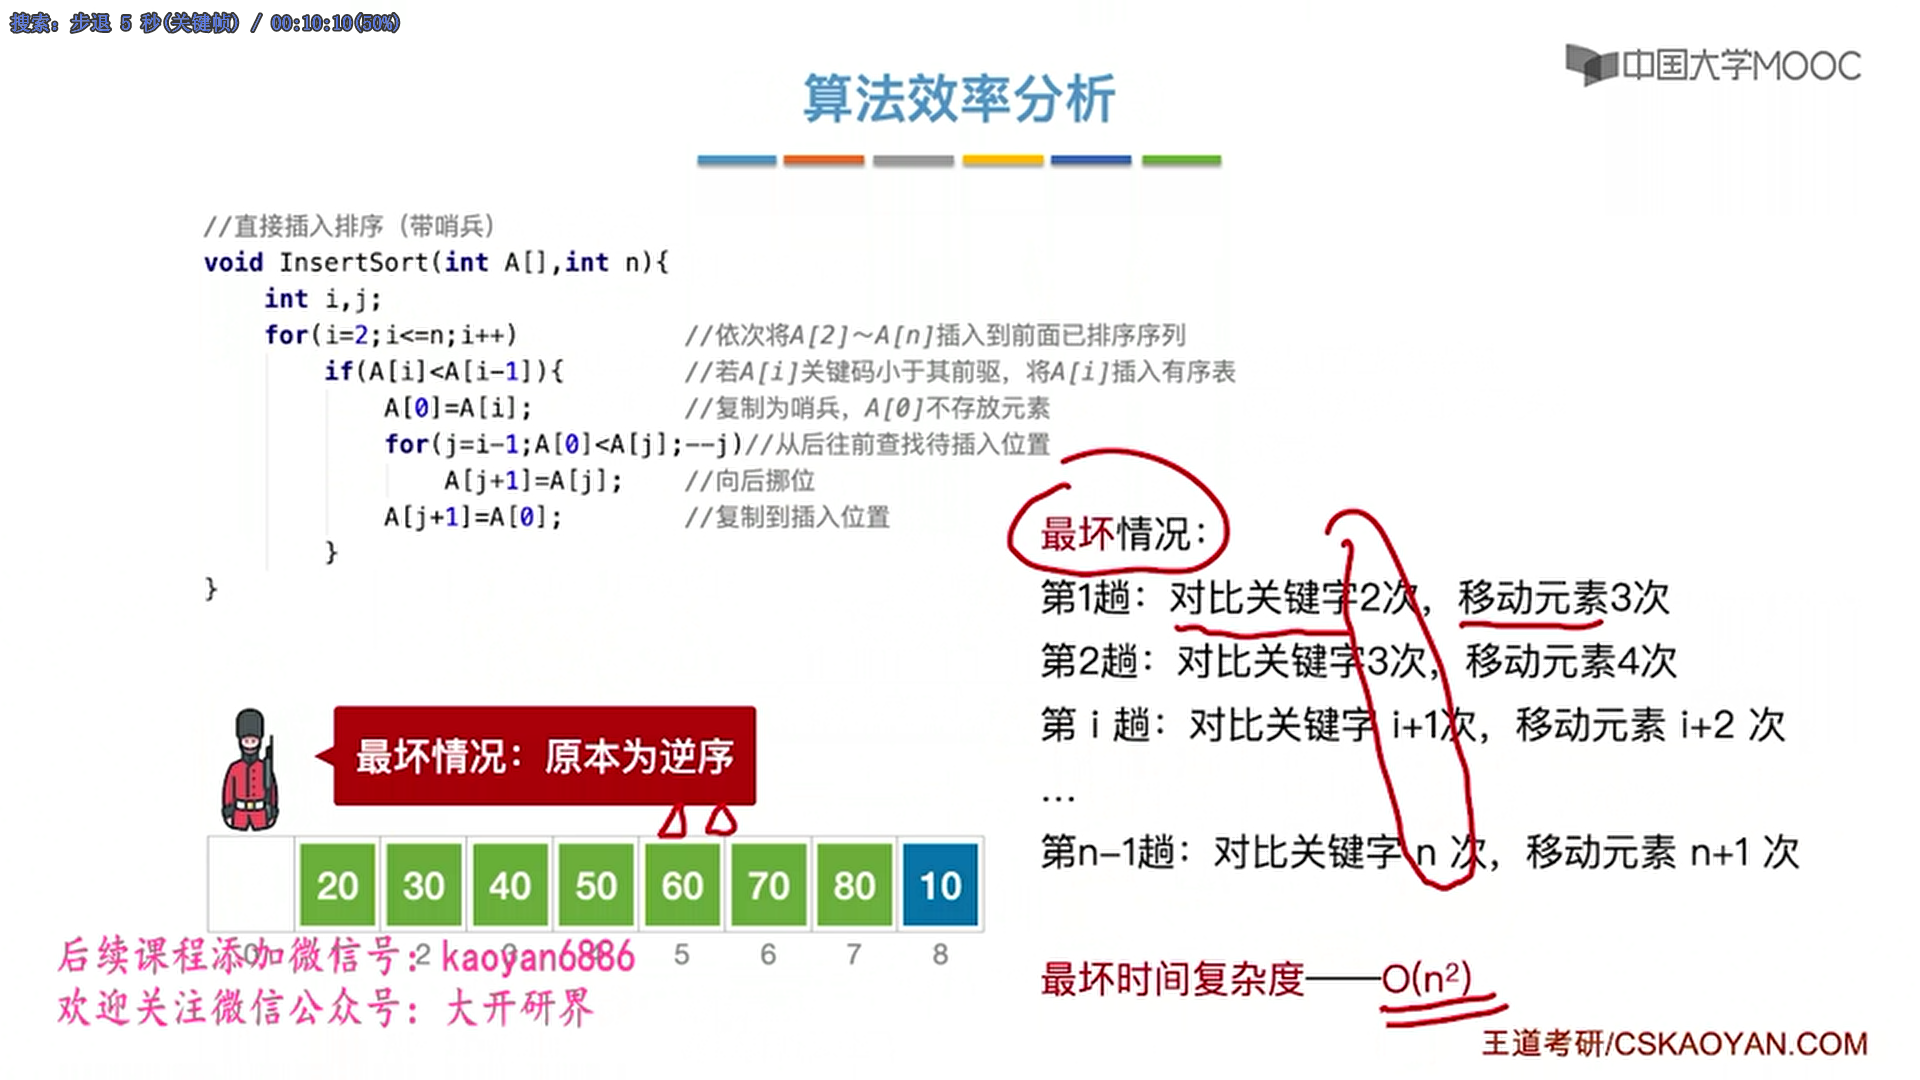 搜索: 步退 5 秒(关键帧) / 00:10:10(50%)
中国大学MOOC
算法效率分析
//直接插入排序（带哨兵）
void InsertSort(int A[],int n){
int i,j;
for(i=2;i<=n;i++) //依次将A[2]～A[n]插入到前面已排序序列
if(A[i]<A[i-1]){ //若A[i]关键码小于其前驱，将A[i]插入有序表
A[0]=A[i]; //复制为哨兵，A[0]不存放元素
for(j=i-1;A[0]<A[j];--j)//从后往前查找待插入位置
A[j+1]=A[j]; //向后挪位
A[j+1]=A[0]; //复制到插入位置
}
}
最坏情况：
第1趟：对比关键字2次，移动元素3次
第2趟：对比关键字3次，移动元素4次
第 i 趟：对比关键字 i+1次，移动元素 i+2 次
…
第n-1趟：对比关键字 n 次，移动元素 n+1 次
最坏时间复杂度——O(n²)
最坏情况：原本为逆序
20 30 40 50 60 70 80 10
0 2 5 6 7 8
后续课程添加微信号: kaoyan6886
欢迎关注微信公众号: 大开研界
王道考研/CSKAOYAN.COM